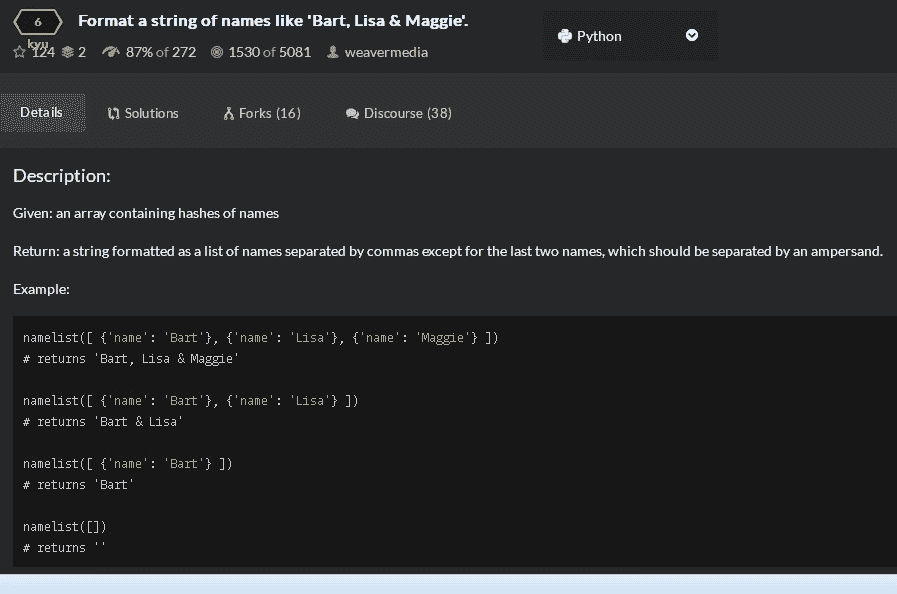 6 kyu
Format a string of names like 'Bart, Lisa & Maggie'.
124 2 87% of 272 1530 of 5081 weavermedia
Python
Details Solutions Forks (16) Discourse (38)
Description:
Given: an array containing hashes of names
Return: a string formatted as a list of names separated by commas except for the last two names, which should be separated by an ampersand.
Example:
namelist([ {'name': 'Bart'}, {'name': 'Lisa'}, {'name': 'Maggie'} ])
# returns 'Bart, Lisa & Maggie'
namelist([ {'name': 'Bart'}, {'name': 'Lisa'} ])
# returns 'Bart & Lisa'
namelist([ {'name': 'Bart'} ])
# returns 'Bart'
namelist([])
# returns ''